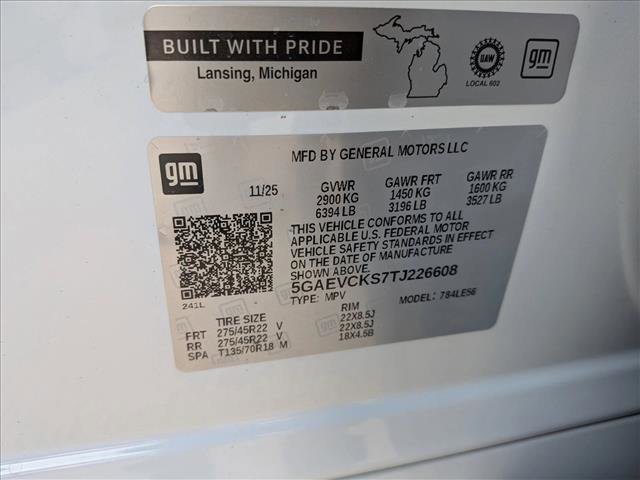 BUILT WITH PRIDE
Lansing, Michigan
UAW
LOCAL 602
gm
MFD BY GENERAL MOTORS LLC
gm
11/25 GVWR GAWR FRT GAWR RR
2900 KG 1450 KG 1600 KG
6394 LB 3196 LB 3527 LB
THIS VEHICLE CONFORMS TO ALL
APPLICABLE U.S. FEDERAL MOTOR
VEHICLE SAFETY STANDARDS IN EFFECT
ON THE DATE OF MANUFACTURE
SHOWN ABOVE.
5GAEVCKS7TJ226608
TYPE: MPV MODEL: 784LE56
241L
TIRE SIZE RIM
FRT 275/45R22 V 22X8.5J
RR 275/45R22 V 22X8.5J
SPA T135/70R18 M 18X4.5B